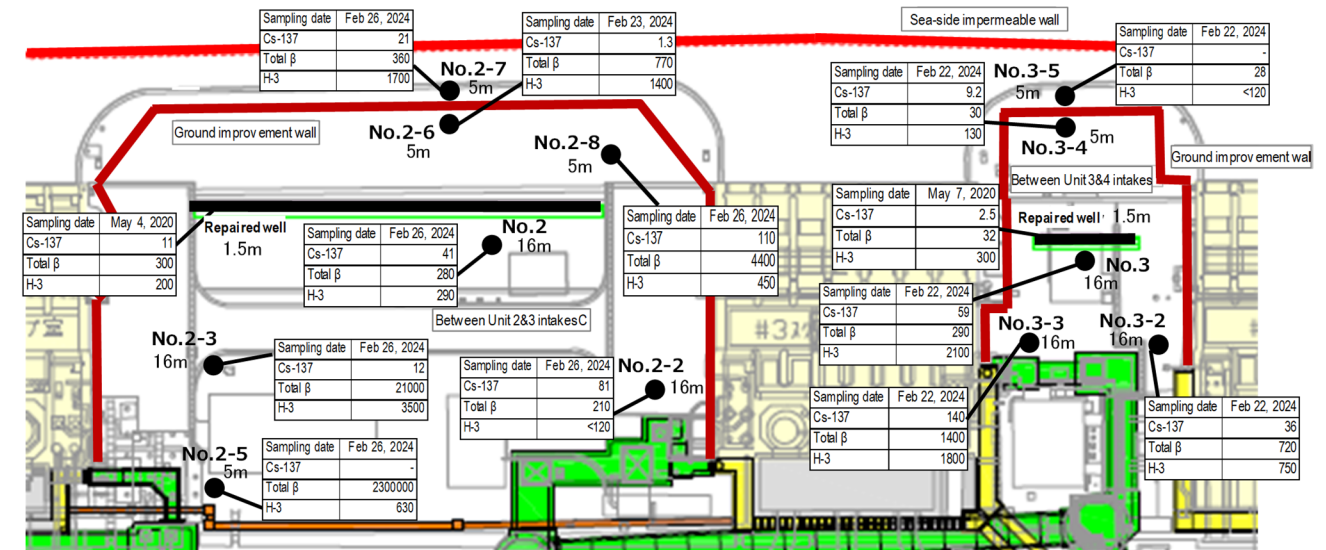 Sea-side impermeable wall
Sampling date Feb 26, 2024
Cs-137 21
Total β 360
H-3 1700
No.2-7
5m
Sampling date Feb 23, 2024
Cs-137 1.3
Total β 770
H-3 1400
No.2-6
5m
Sampling date Feb 22, 2024
Cs-137 9.2
Total β 30
H-3 130
No.3-5
5m
Sampling date Feb 22, 2024
Cs-137 -
Total β 28
H-3 <120
No.3-4
5m
Ground improvement wall
No.2-8
5m
Ground improvement wal
Between Unit 3&4 intakes
Sampling date May 4, 2020
Cs-137 11
Total β 300
H-3 200
Repaired well
1.5m
Sampling date Feb 26, 2024
Cs-137 41
Total β 280
H-3 290
No.2
16m
Sampling date Feb 26, 2024
Cs-137 110
Total β 4400
H-3 450
Sampling date May 7, 2020
Cs-137 2.5
Total β 32
H-3 300
Repaired well 1.5m
No.3
16m
Between Unit 2&3 intakes C
Sampling date Feb 22, 2024
Cs-137 59
Total β 290
H-3 2100
No.2-3
16m
Sampling date Feb 26, 2024
Cs-137 12
Total β 21000
H-3 3500
Sampling date Feb 26, 2024
Cs-137 81
Total β 210
H-3 <120
No.2-2
16m
#3ス
No.3-3
16m
No.3-2
16m
Sampling date Feb 22, 2024
Cs-137 140
Total β 1400
H-3 1800
Sampling date Feb 22, 2024
Cs-137 36
Total β 720
H-3 750
No.2-5
5m
Sampling date Feb 26, 2024
Cs-137 -
Total β 2300000
H-3 630